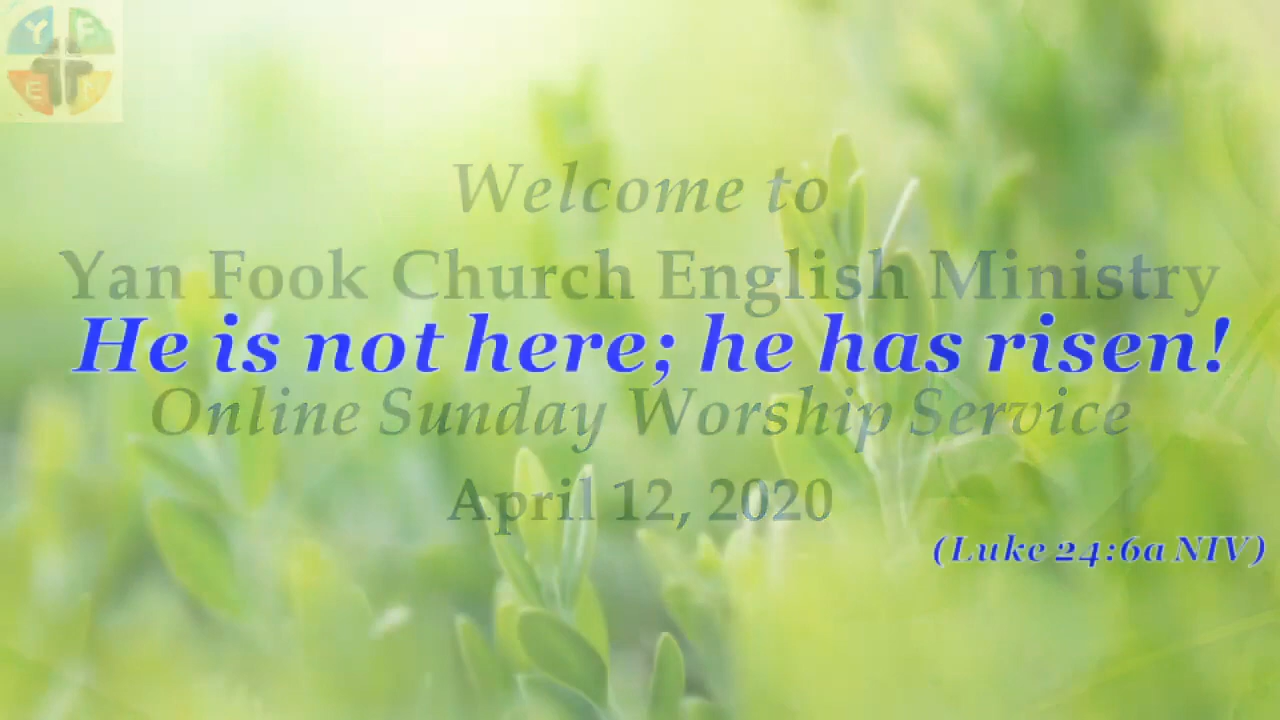 Y F
E M
Welcome to
Yan Fook Church English Ministry
He is not here; he has risen!
Online Sunday Worship Service
April 12, 2020
(Luke 24:6a NIV)